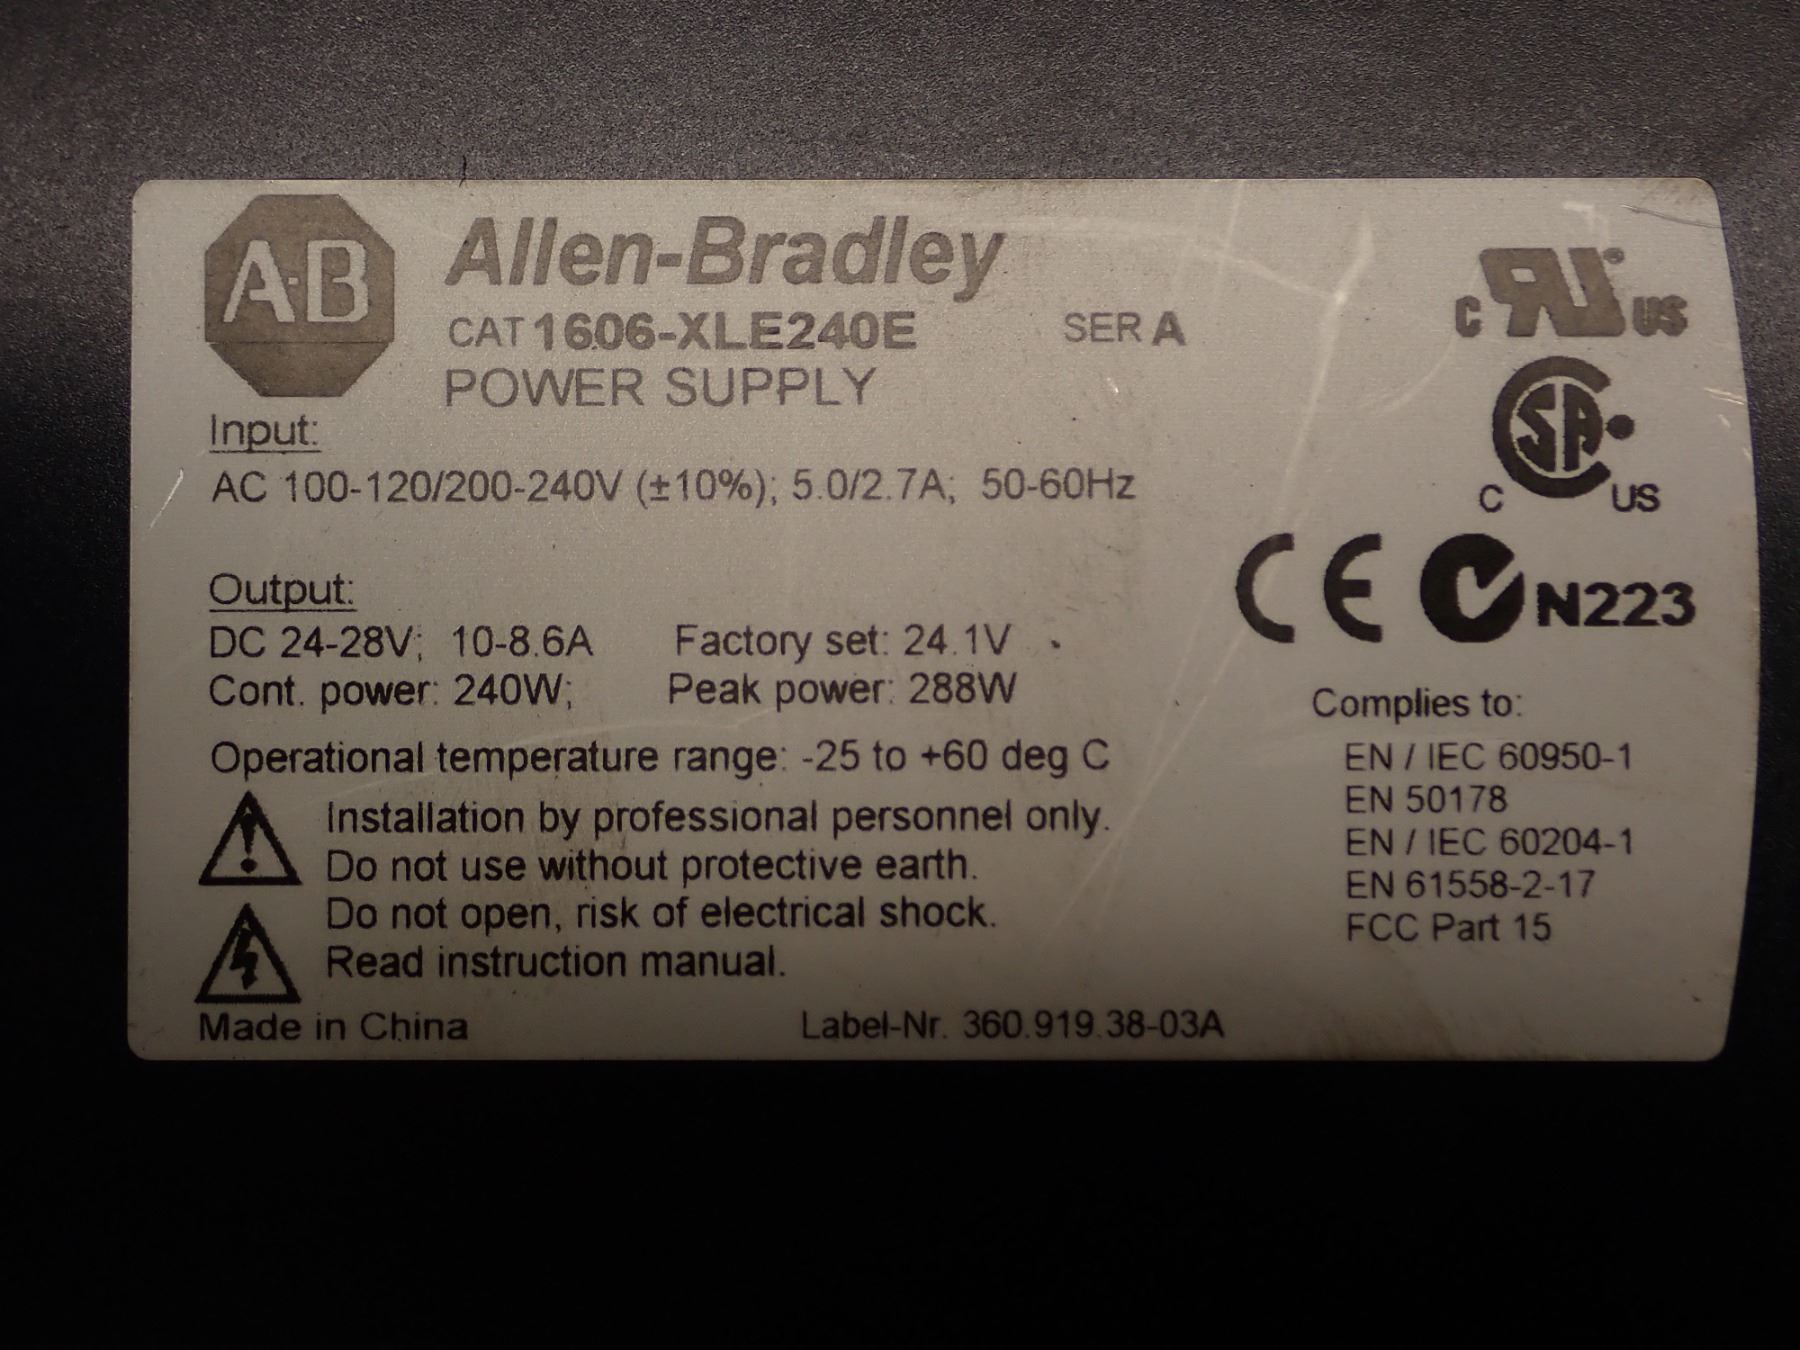 A-B Allen-Bradley
CAT 1606-XLE240E SER A
POWER SUPPLY
Input:
AC 100-120/200-240V (±10%); 5.0/2.7A; 50-60Hz
Output:
DC 24-28V; 10-8.6A Factory set: 24.1V
Cont. power: 240W; Peak power: 288W
Operational temperature range: -25 to +60 deg C
Installation by professional personnel only.
Do not use without protective earth.
Do not open, risk of electrical shock.
Read instruction manual.
Made in China Label-Nr. 360.919.38-03A
C RU US
C SA US
CE N223
Complies to:
EN / IEC 60950-1
EN 50178
EN / IEC 60204-1
EN 61558-2-17
FCC Part 15